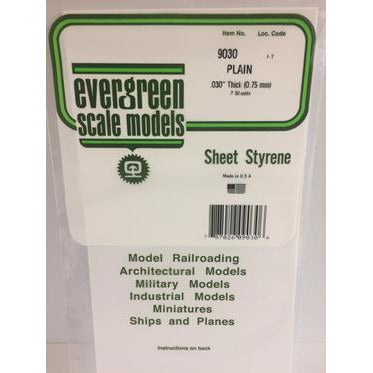 Item No. Loc. Code
9030
PLAIN
.030" Thick (0.75 mm)
evergreen
scale models
Sheet Styrene
Made in U.S.A
Model Railroading
Architectural Models
Military Models
Industrial Models
Miniatures
Ships and Planes
Instructions on back